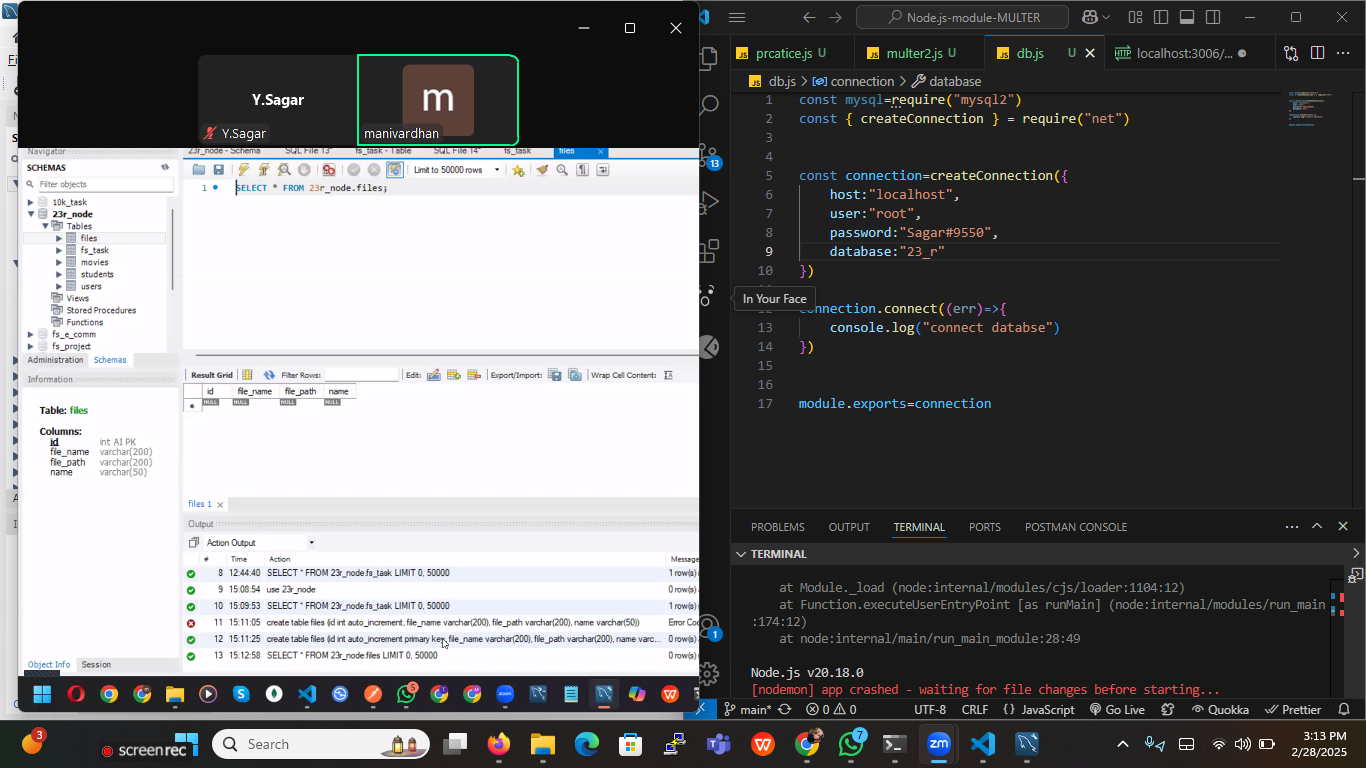 Y.Sagar
Y.Sagar
m
manivardhan
Navigator
SCHEMAS
Filter objects
10k_task
23r_node
Tables
files
fs_task
movies
students
users
Views
Stored Procedures
Functions
fs_e_comm
fs_project
Administration Schemas
Information
Table: files
Columns:
id int AI PK
file_name varchar(200)
file_path varchar(200)
name varchar(50)
Object Info Session
23r_node - Schema SQL File 13* fs_task - Table SQL File 14* fs_task files
Limit to 50000 rows
1 SELECT * FROM 23r_node.files;
Result Grid Filter Rows: Edit: Export/Import: Wrap Cell Content:
id file_name file_path name
NULL NULL NULL NULL
files 1
Output
Action Output
# Time Action Message
8 12:44:40 SELECT * FROM 23r_node.fs_task LIMIT 0, 50000 1 row(s)
9 15:08:54 use 23r_node 0 row(s)
10 15:09:53 SELECT * FROM 23r_node.fs_task LIMIT 0, 50000 1 row(s)
11 15:11:05 create table files (id int auto_increment, file_name varchar(200), file_path varchar(200), name varchar(50)) Error Cod
12 15:11:25 create table files (id int auto_increment primary key, file_name varchar(200), file_path varchar(200), name varc... 0 row(s)
13 15:12:58 SELECT * FROM 23r_node.files LIMIT 0, 50000 0 row(s)
5
Node.js-module-MULTER
JS prcatice.js U JS multer2.js U JS db.js U HTTP localhost:3006/...
JS db.js > connection > database
1 const mysql=require("mysql2")
2 const { createConnection } = require("net")
3
4
5 const connection=createConnection({
6 host:"localhost",
7 user:"root",
8 password:"Sagar#9550",
9 database:"23_r"
10 })
In Your Face
connection.connect((err)=>{
13 console.log("connect databse")
14 })
15
16
17 module.exports=connection
13
1
PROBLEMS OUTPUT TERMINAL PORTS POSTMAN CONSOLE
TERMINAL
at Module._load (node:internal/modules/cjs/loader:1104:12)
at Function.executeUserEntryPoint [as runMain] (node:internal/modules/run_main
:174:12)
at node:internal/main/run_main_module:28:49
Node.js v20.18.0
[nodemon] app crashed - waiting for file changes before starting...
main* 0 0 UTF-8 CRLF {} JavaScript Go Live Quokka Prettier
3 screen rec Search zm 7
3:13 PM
2/28/2025